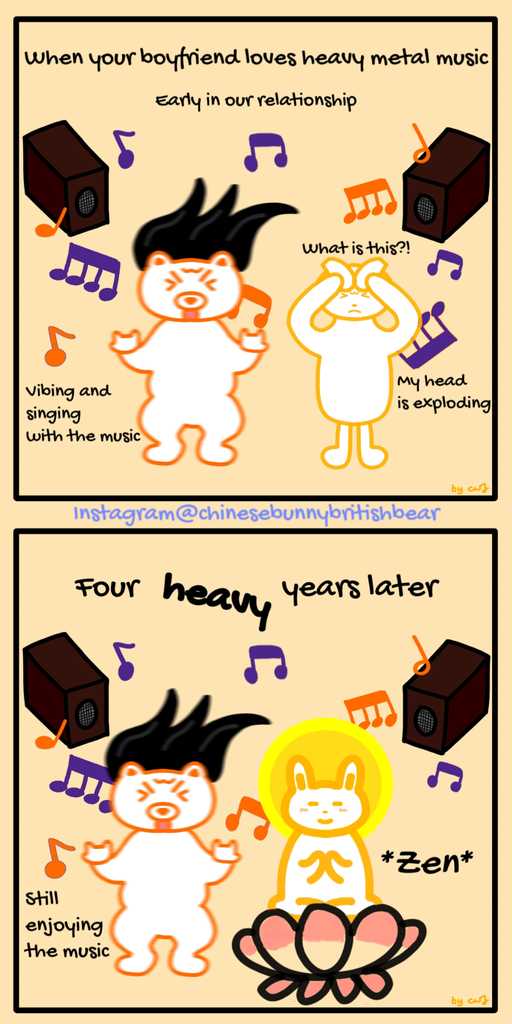 When your boyfriend loves heavy metal music
Early in our relationship
What is this?!
Vibing and
singing
with the music
My head
is exploding
by cwJ
Instagram@chinesebunnybritishbear
Four heavy years later
*Zen*
Still
enjoying
the music